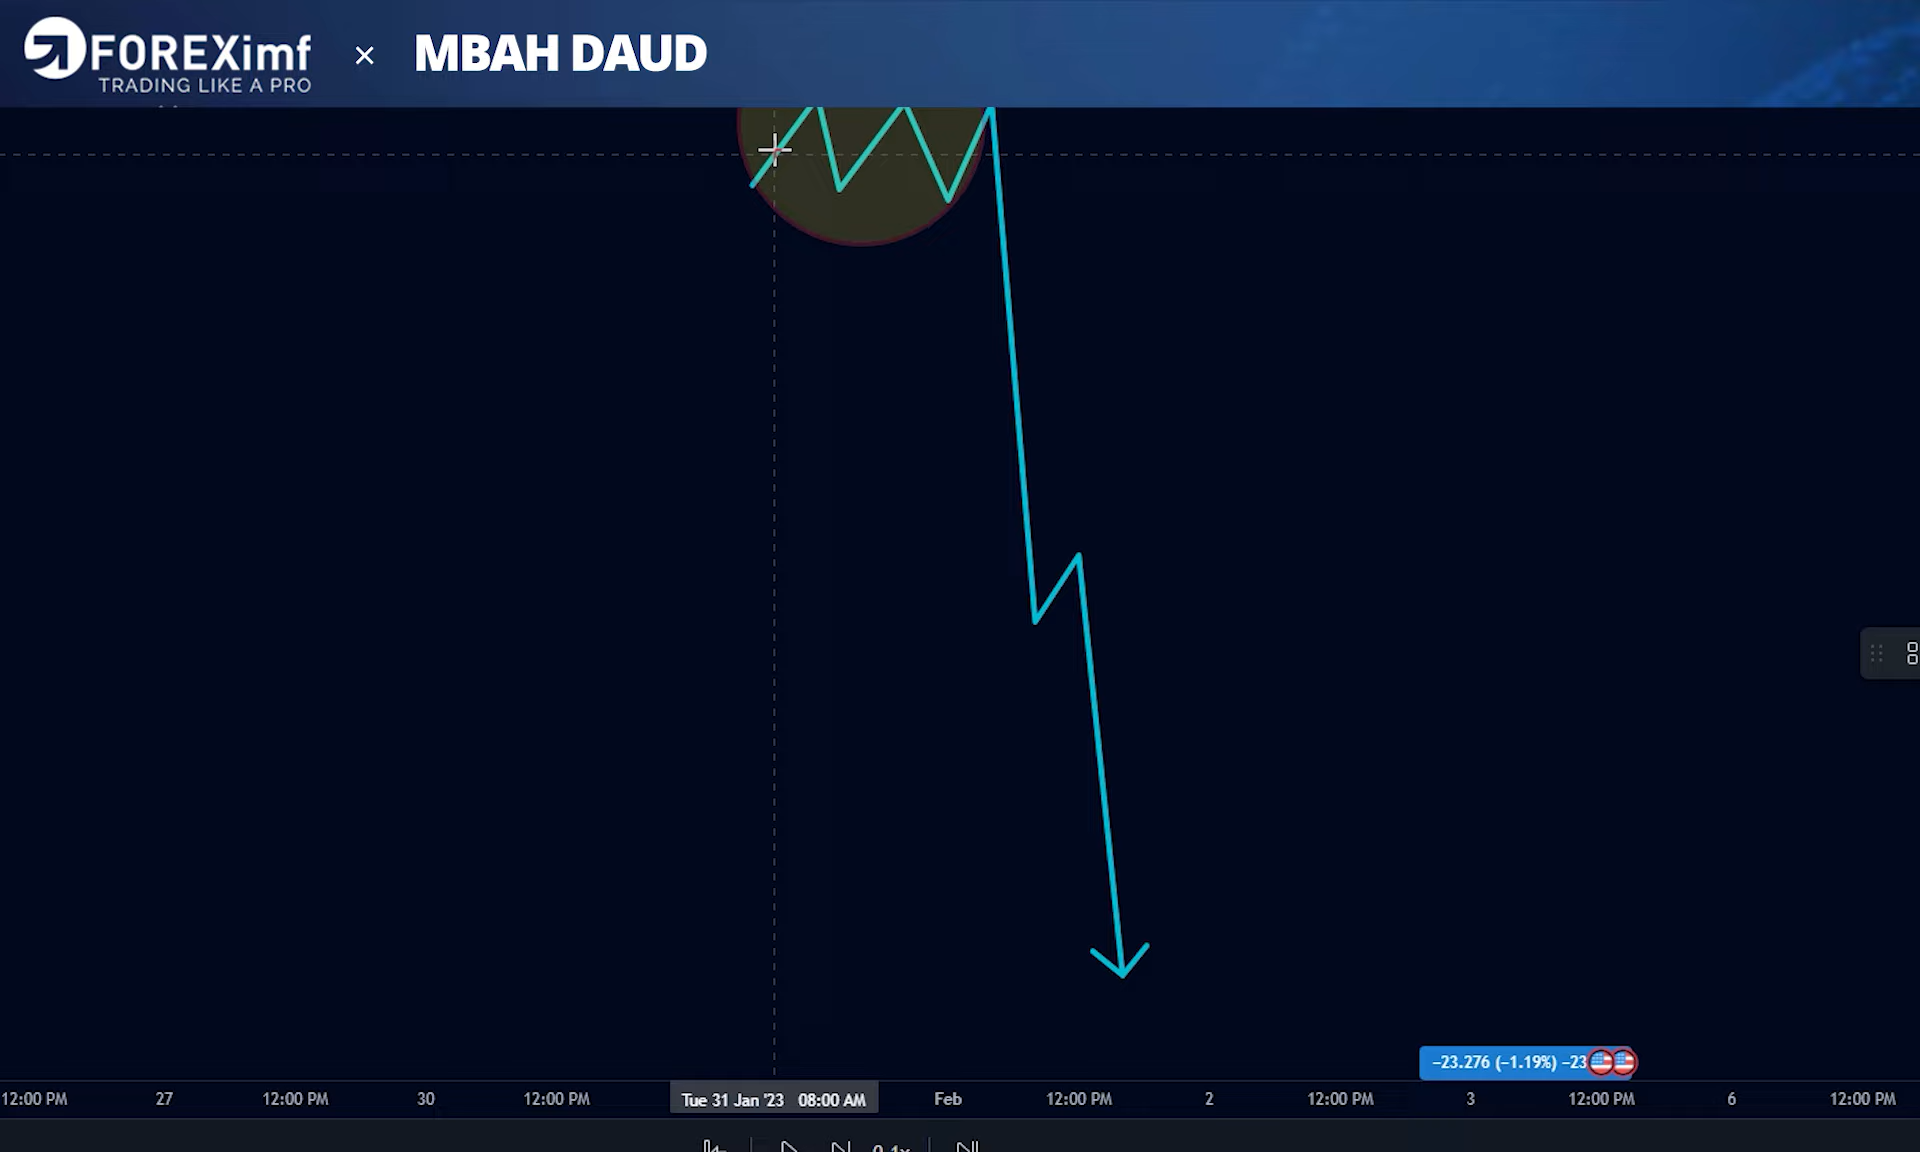 FOREXimf × MBAH DAUD
TRADING LIKE A PRO
−23.276 (−1.19%) −23
12:00 PM 27 12:00 PM 30 12:00 PM Tue 31 Jan '23 08:00 AM Feb 12:00 PM 2 12:00 PM 3 12:00 PM 6 12:00 PM